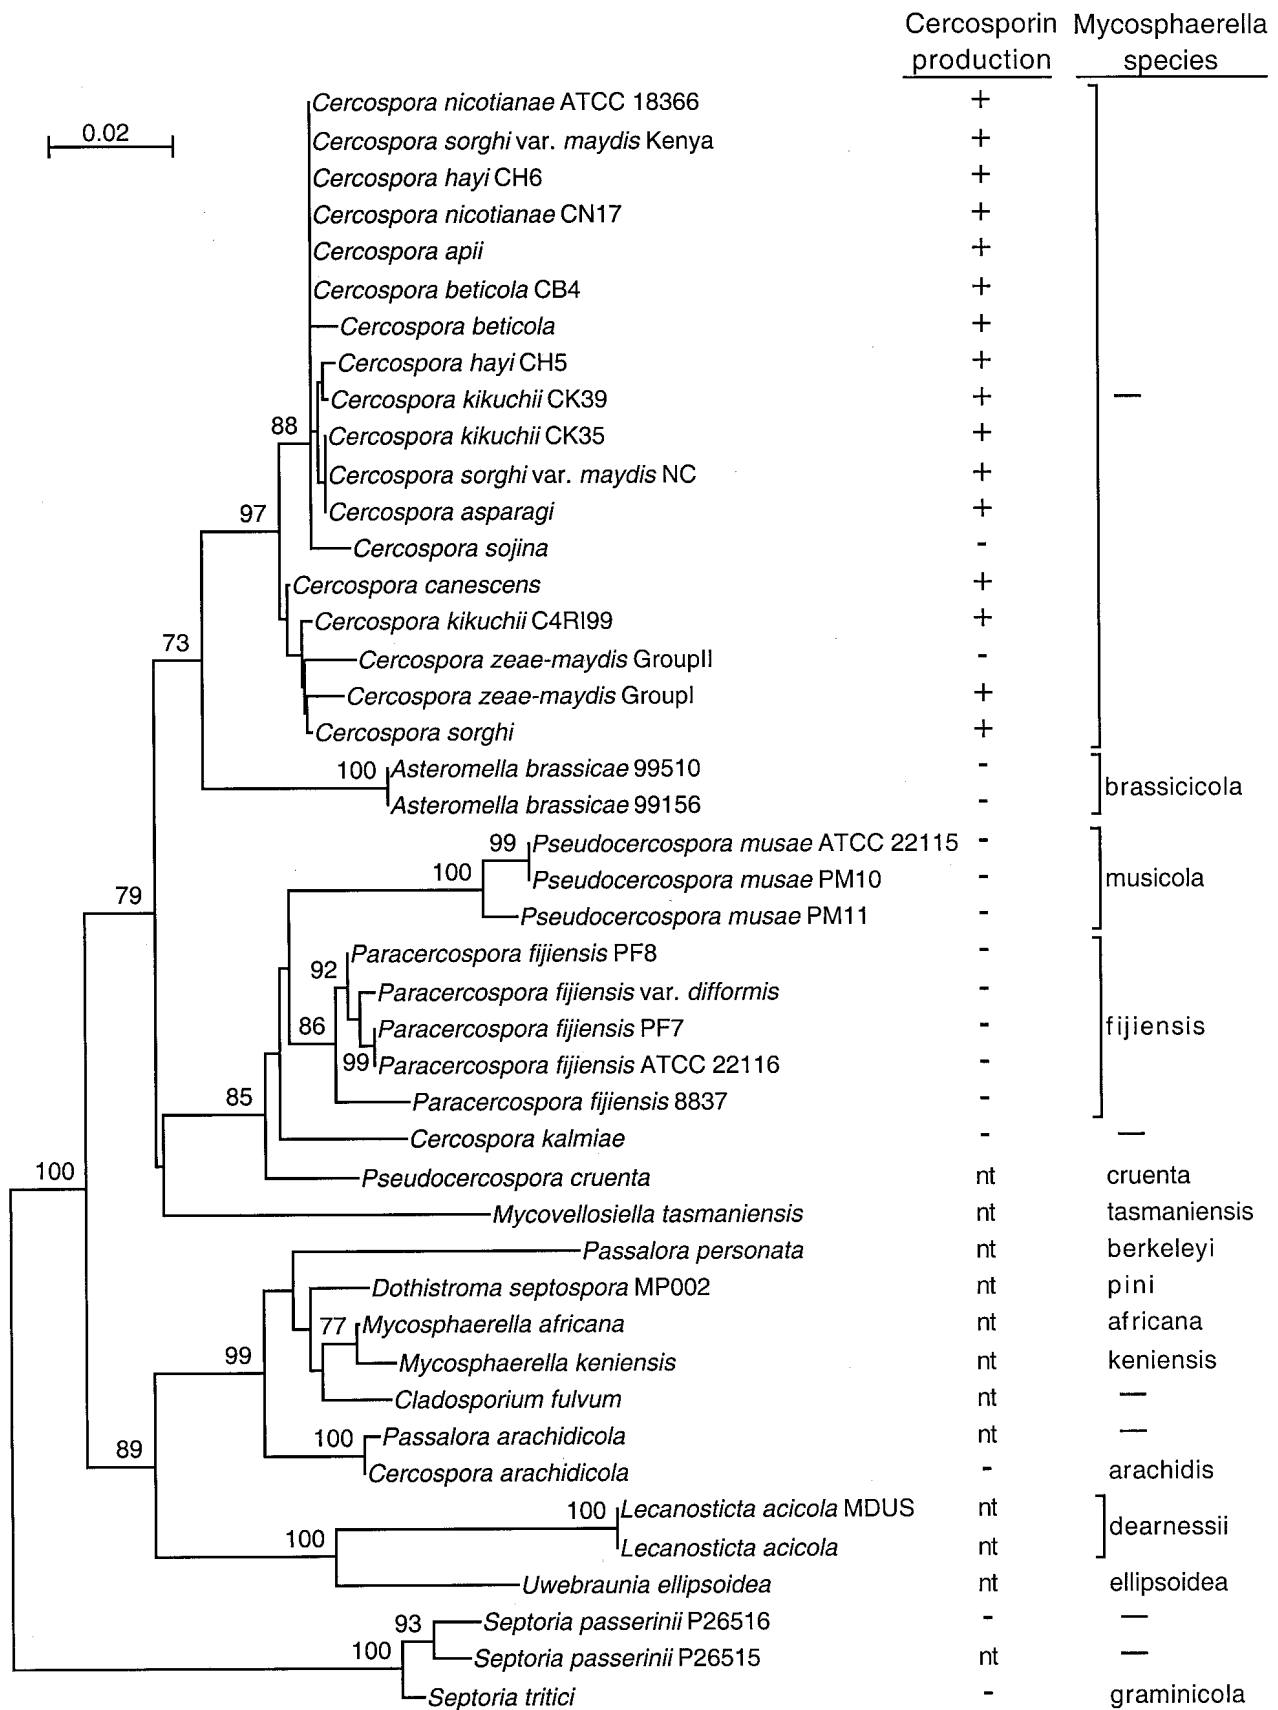 Cercosporin Mycosphaerella
production species
0.02
Cercospora nicotianae ATCC 18366 +
Cercospora sorghi var. maydis Kenya +
Cercospora hayi CH6 +
Cercospora nicotianae CN17 +
Cercospora apii +
Cercospora beticola CB4 +
Cercospora beticola +
Cercospora hayi CH5 +
Cercospora kikuchii CK39 + —
88 Cercospora kikuchii CK35 +
Cercospora sorghi var. maydis NC +
97 Cercospora asparagi +
Cercospora sojina -
Cercospora canescens +
Cercospora kikuchii C4RI99 +
73 Cercospora zeae-maydis GroupII -
Cercospora zeae-maydis GroupI +
Cercospora sorghi +
100 Asteromella brassicae 99510 -
brassicicola
Asteromella brassicae 99156 -
99 Pseudocercospora musae ATCC 22115 -
100 Pseudocercospora musae PM10 - musicola
79 Pseudocercospora musae PM11 -
Paracercospora fijiensis PF8 -
92 Paracercospora fijiensis var. difformis -
86 Paracercospora fijiensis PF7 - fijiensis
99 Paracercospora fijiensis ATCC 22116 -
85 Paracercospora fijiensis 8837 -
Cercospora kalmiae - —
100 Pseudocercospora cruenta nt cruenta
Mycovellosiella tasmaniensis nt tasmaniensis
Passalora personata nt berkeleyi
Dothistroma septospora MP002 nt pini
77 Mycosphaerella africana nt africana
99 Mycosphaerella keniensis nt keniensis
Cladosporium fulvum nt —
89 100 Passalora arachidicola nt —
Cercospora arachidicola - arachidis
100 Lecanosticta acicola MDUS nt
dearnessii
100 Lecanosticta acicola nt
Uwebraunia ellipsoidea nt ellipsoidea
93 Septoria passerinii P26516 - —
100 Septoria passerinii P26515 nt —
Septoria tritici - graminicola